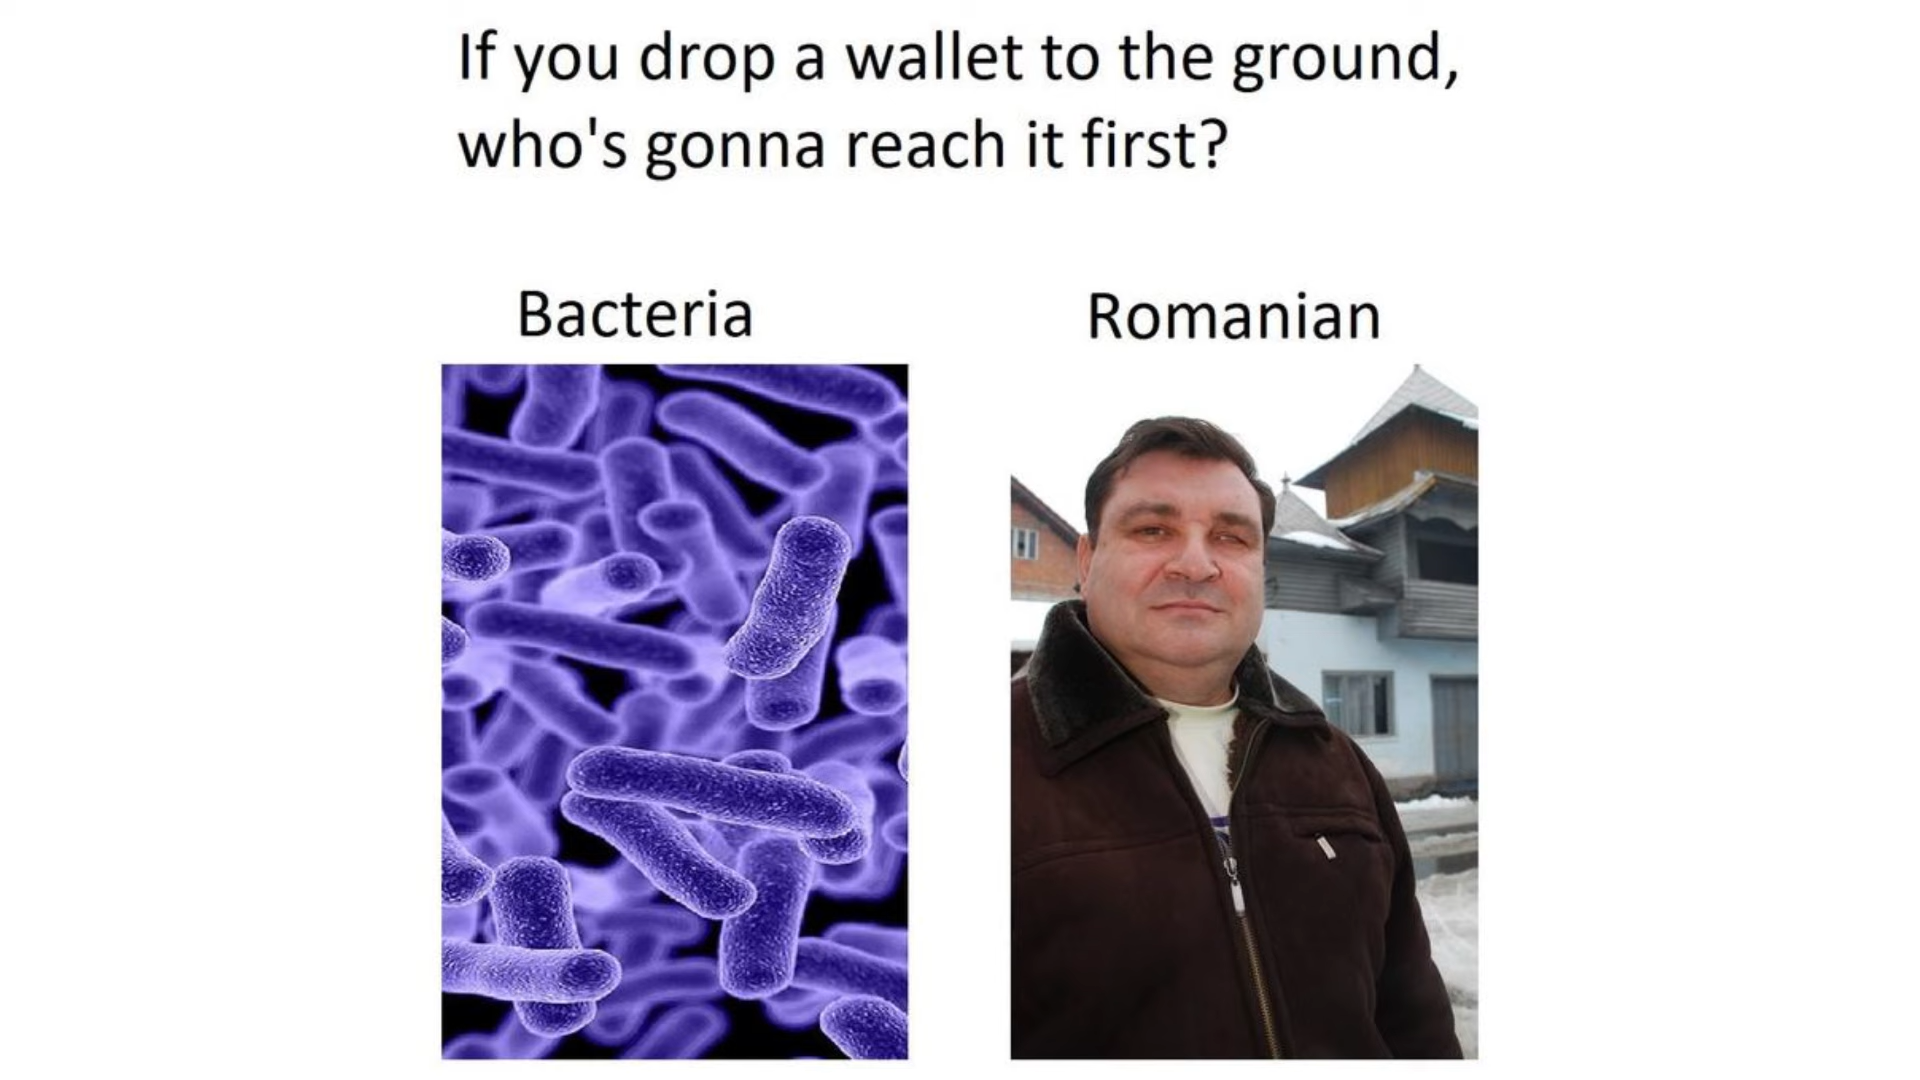 If you drop a wallet to the ground,
who's gonna reach it first?
Bacteria
Romanian